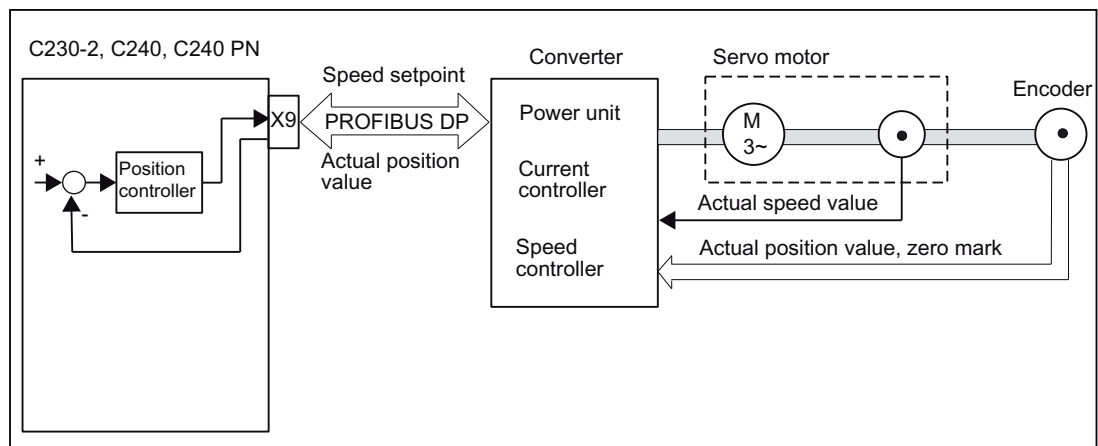 C230-2, C240, C240 PN
X9
+
-
Position
controller
Speed setpoint
PROFIBUS DP
Actual position
value
Converter
Power unit
Current
controller
Speed
controller
Servo motor
M
3~
Encoder
Actual speed value
Actual position value, zero mark